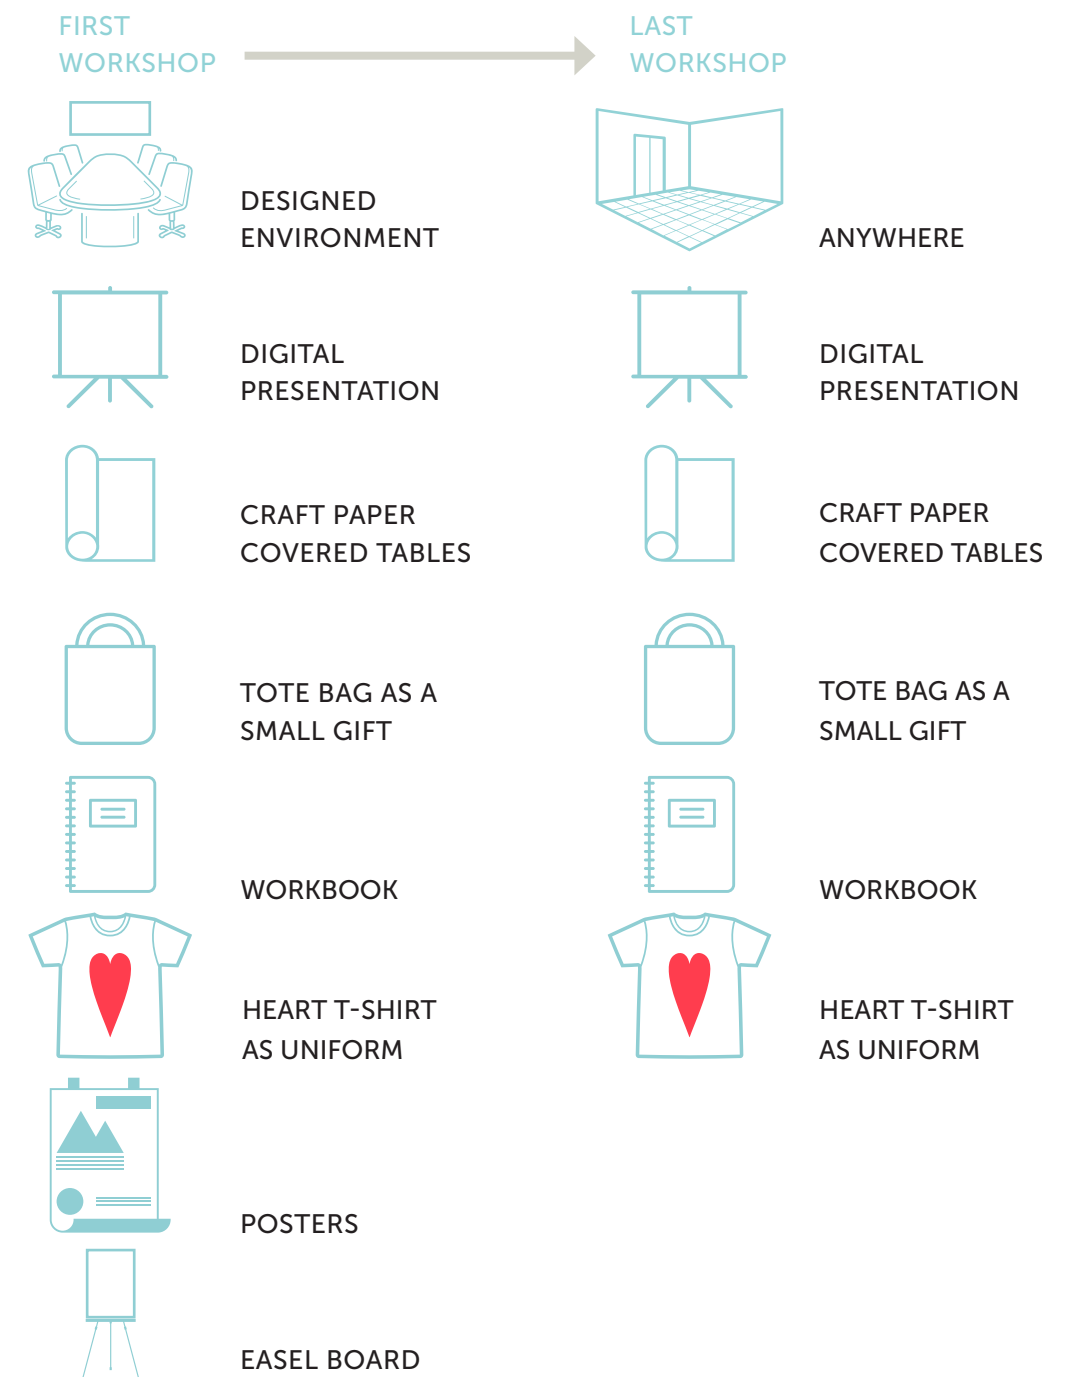 FIRST
WORKSHOP
LAST
WORKSHOP
DESIGNED
ENVIRONMENT
ANYWHERE
DIGITAL
PRESENTATION
DIGITAL
PRESENTATION
CRAFT PAPER
COVERED TABLES
CRAFT PAPER
COVERED TABLES
TOTE BAG AS A
SMALL GIFT
TOTE BAG AS A
SMALL GIFT
WORKBOOK
WORKBOOK
HEART T-SHIRT
AS UNIFORM
HEART T-SHIRT
AS UNIFORM
POSTERS
EASEL BOARD